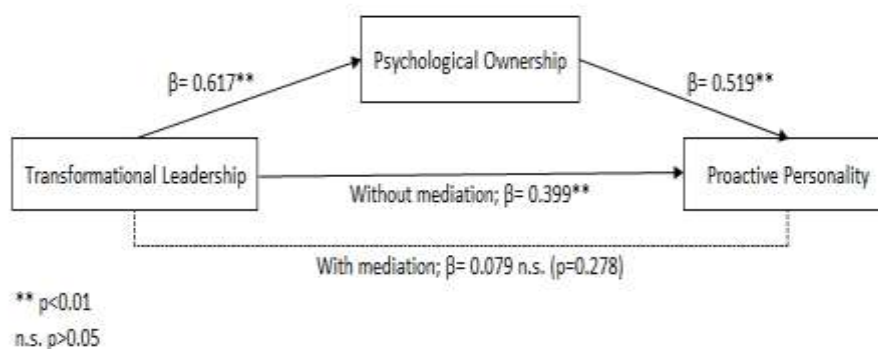 Psychological Ownership
β= 0.617**
β= 0.519**
Transformational Leadership
Proactive Personality
Without mediation; β= 0.399**
With mediation; β= 0.079 n.s. (p=0.278)
** p<0.01
n.s. p>0.05